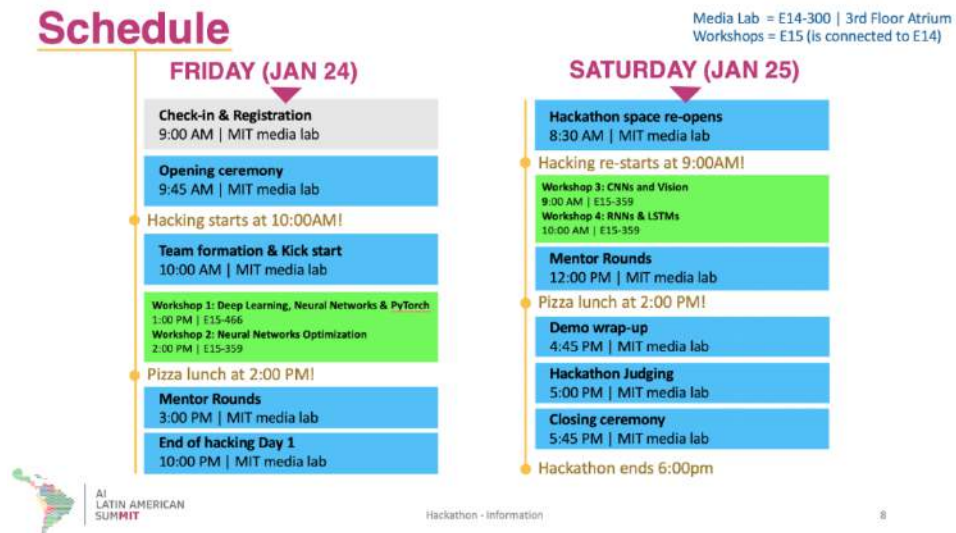 Schedule
Media Lab = E14-300 | 3rd Floor Atrium
Workshops = E15 (is connected to E14)
FRIDAY (JAN 24)
Check-in & Registration
9:00 AM | MIT media lab
Opening ceremony
9:45 AM | MIT media lab
Hacking starts at 10:00AM!
Team formation & Kick start
10:00 AM | MIT media lab
Workshop 1: Deep Learning, Neural Networks & PyTorch
1:00 PM | E15-466
Workshop 2: Neural Networks Optimization
2:00 PM | E15-359
Pizza lunch at 2:00 PM!
Mentor Rounds
3:00 PM | MIT media lab
End of hacking Day 1
10:00 PM | MIT media lab
SATURDAY (JAN 25)
Hackathon space re-opens
8:30 AM | MIT media lab
Hacking re-starts at 9:00AM!
Workshop 3: CNNs and Vision
9:00 AM | E15-359
Workshop 4: RNNs & LSTMs
10:00 AM | E15-359
Mentor Rounds
12:00 PM | MIT media lab
Pizza lunch at 2:00 PM!
Demo wrap-up
4:45 PM | MIT media lab
Hackathon Judging
5:00 PM | MIT media lab
Closing ceremony
5:45 PM | MIT media lab
Hackathon ends 6:00pm
AI
LATIN AMERICAN
SUMMIT
Hackathon - Information
8